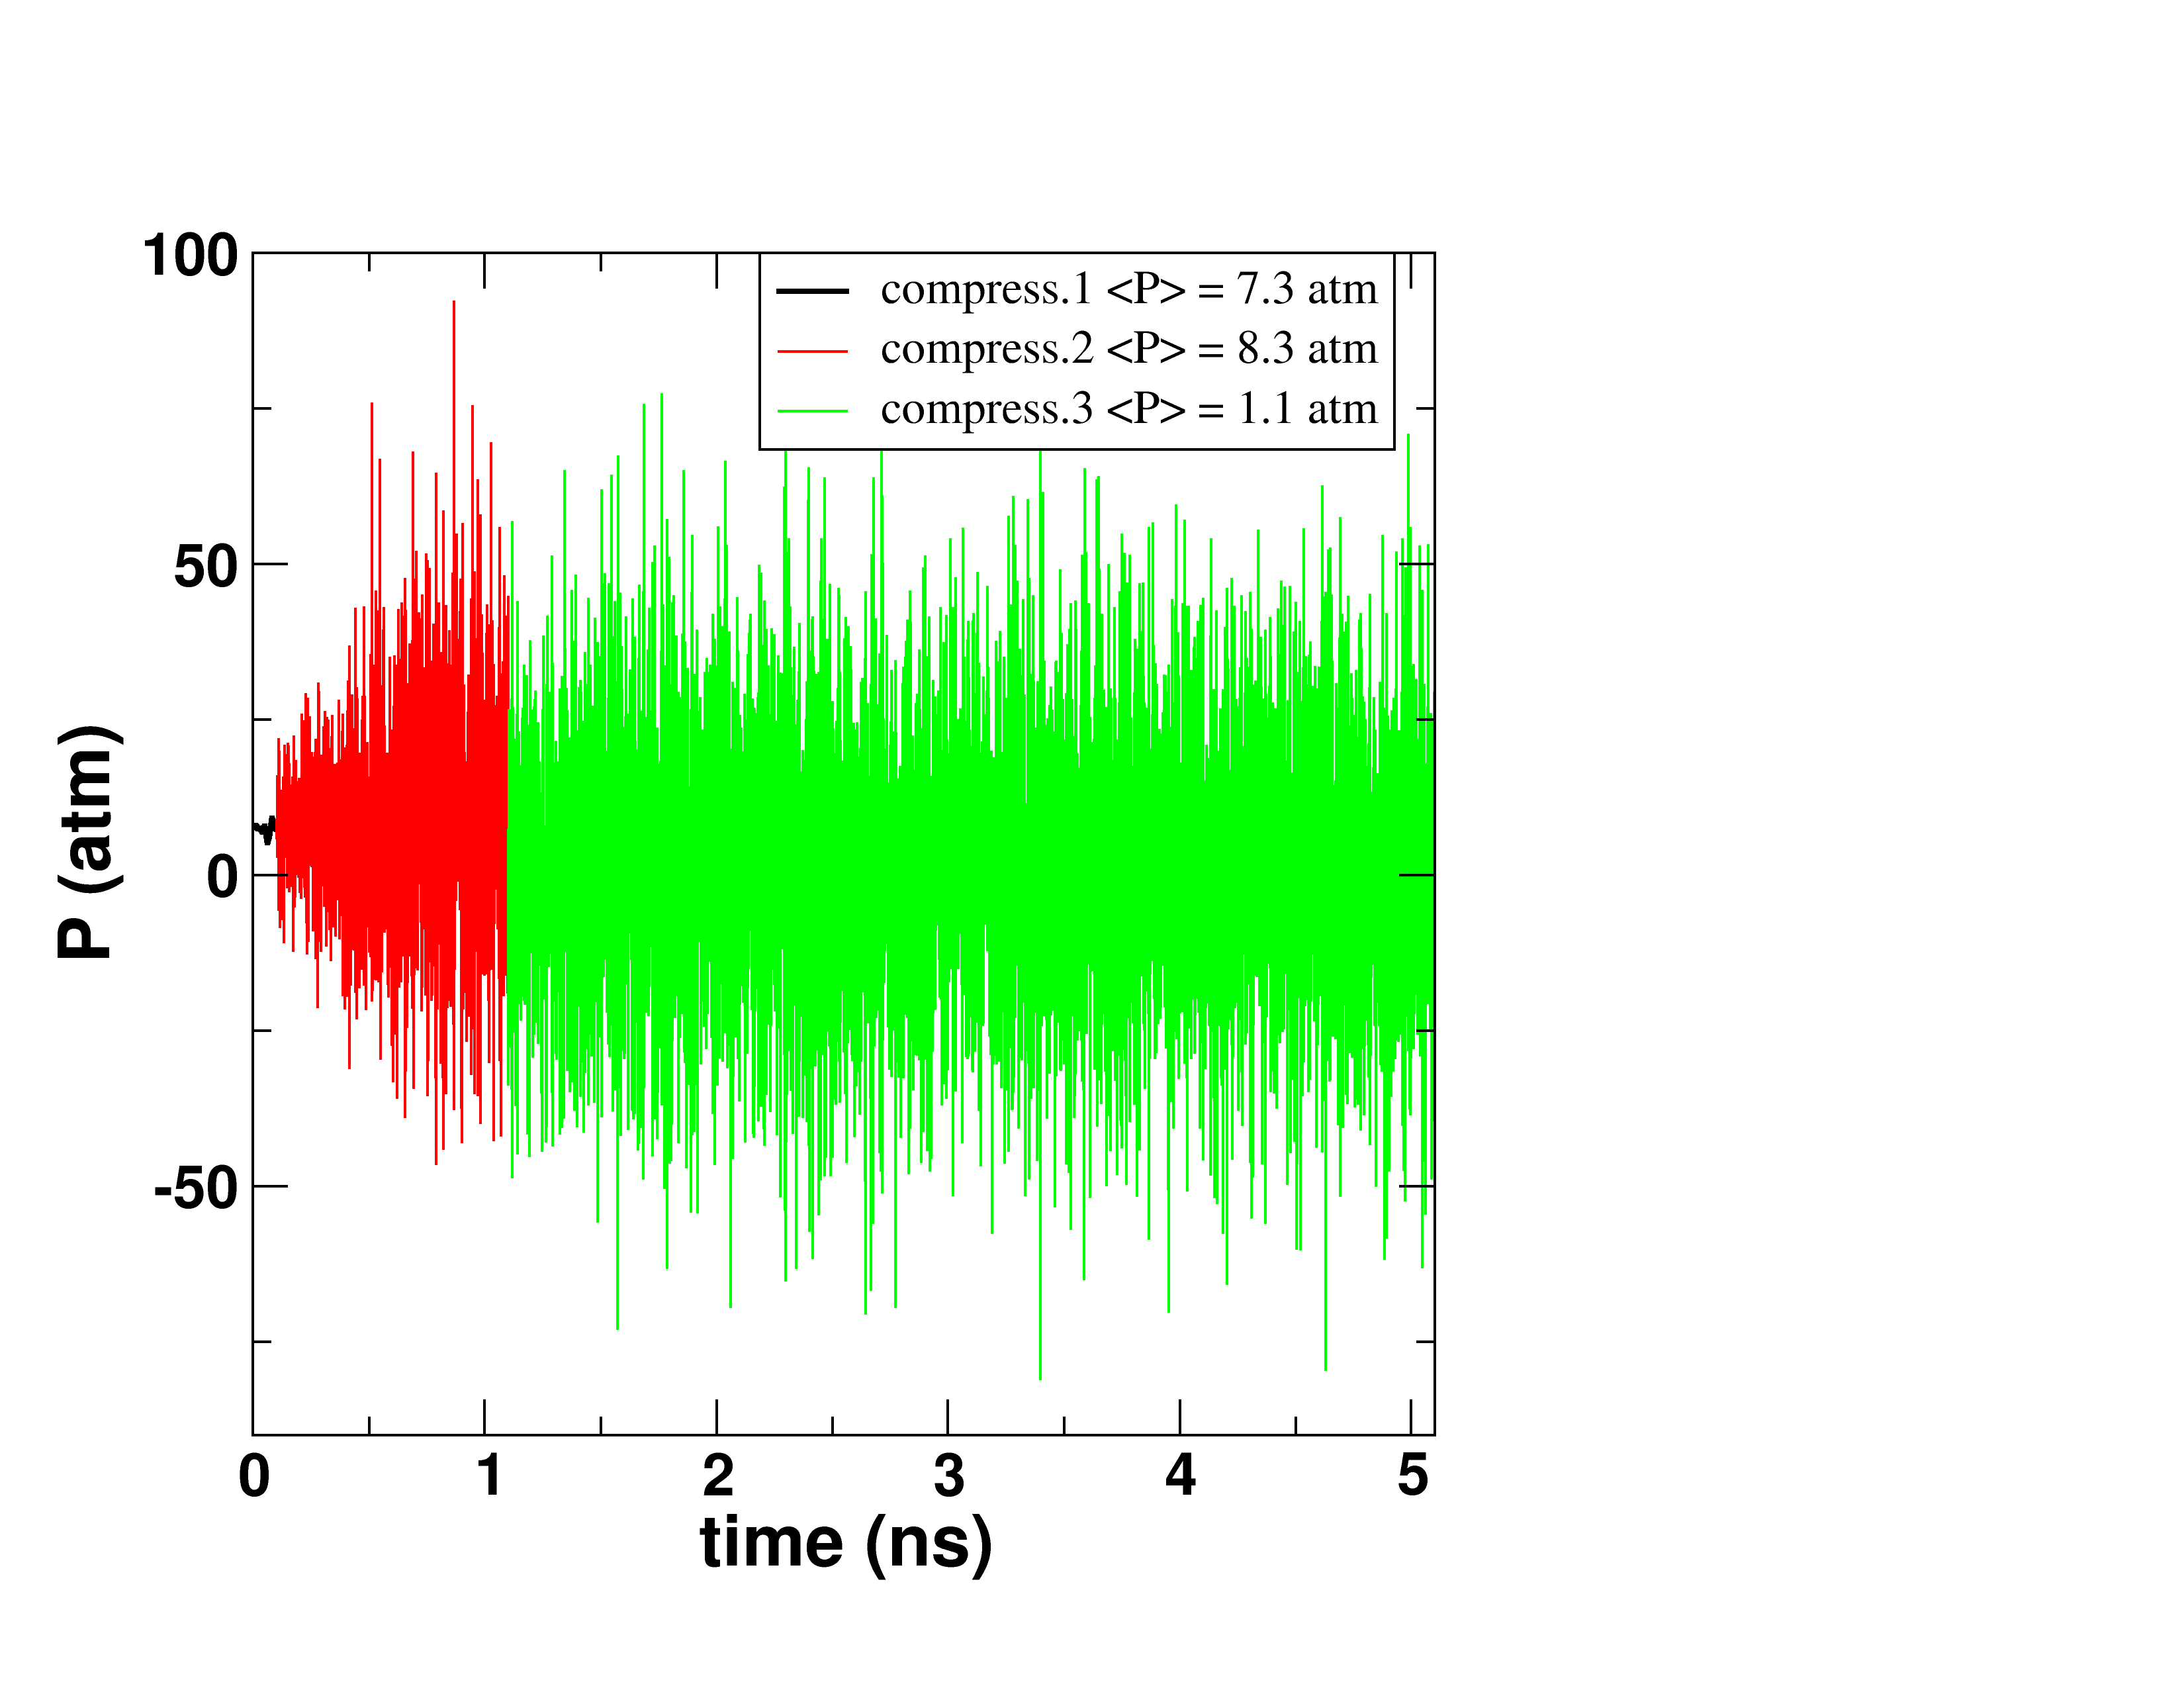 100
50
0
-50
P (atm)
compress.1 <P> = 7.3 atm
compress.2 <P> = 8.3 atm
compress.3 <P> = 1.1 atm
0 1 2 3 4 5
time (ns)